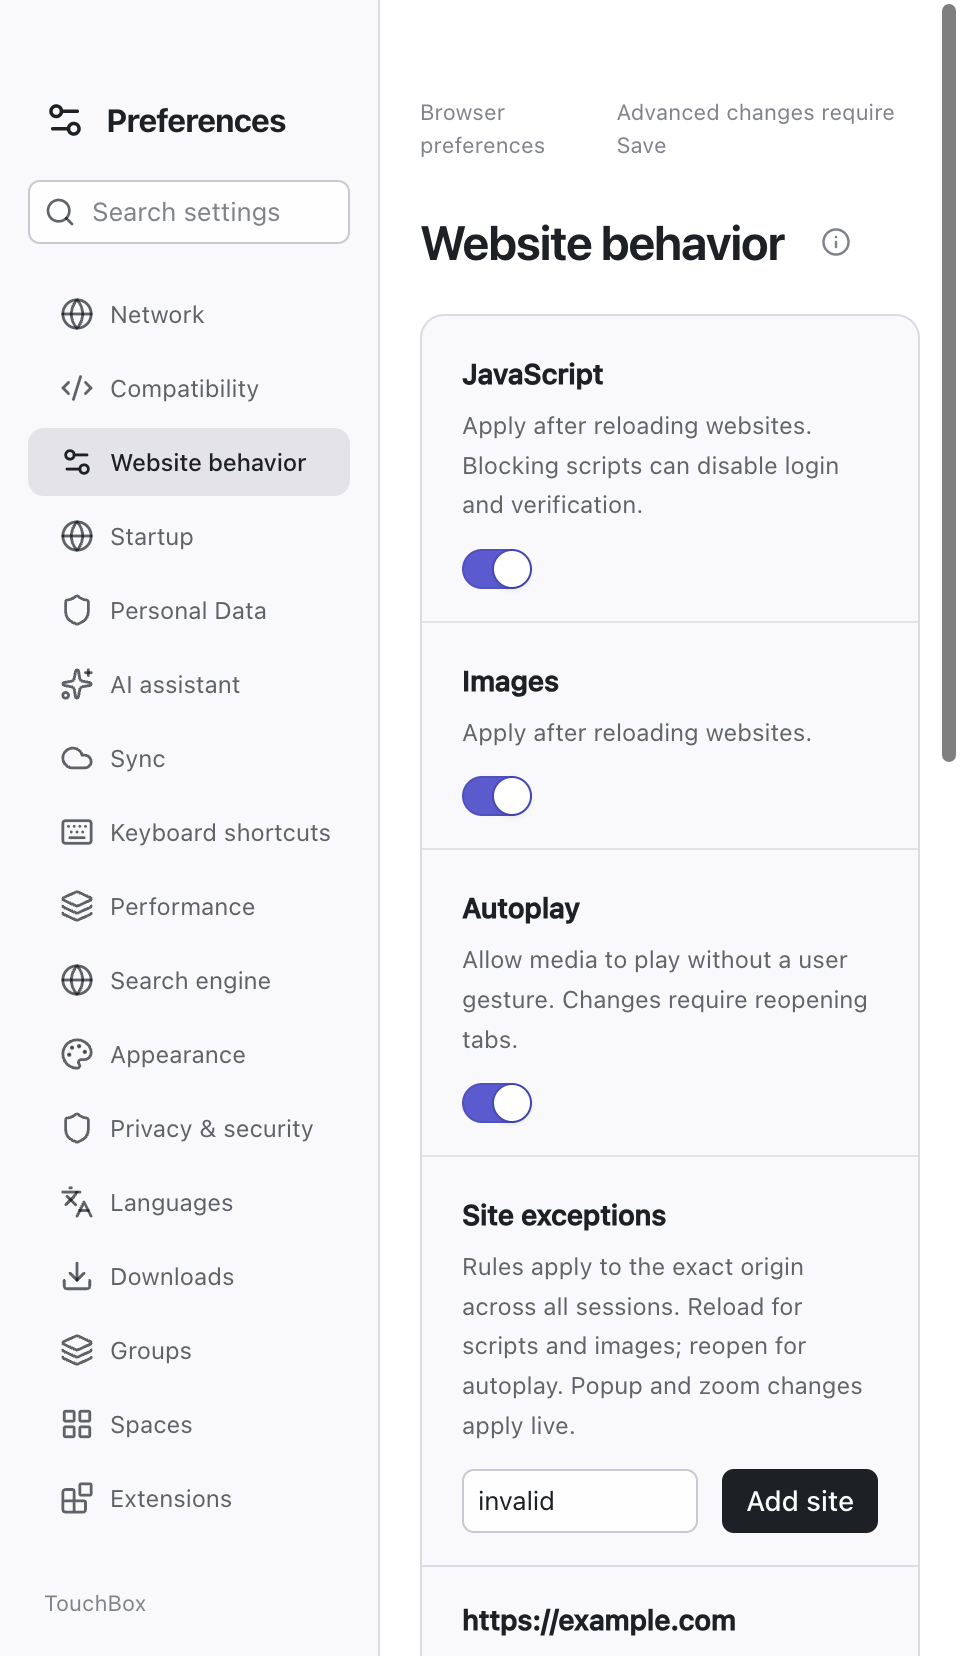 Preferences
Search settings
Network
Compatibility
Website behavior
Startup
Personal Data
AI assistant
Sync
Keyboard shortcuts
Performance
Search engine
Appearance
Privacy & security
Languages
Downloads
Groups
Spaces
Extensions
TouchBox
Browser
preferences
Advanced changes require
Save
Website behavior
JavaScript
Apply after reloading websites.
Blocking scripts can disable login
and verification.
Images
Apply after reloading websites.
Autoplay
Allow media to play without a user
gesture. Changes require reopening
tabs.
Site exceptions
Rules apply to the exact origin
across all sessions. Reload for
scripts and images; reopen for
autoplay. Popup and zoom changes
apply live.
invalid
Add site
https://example.com